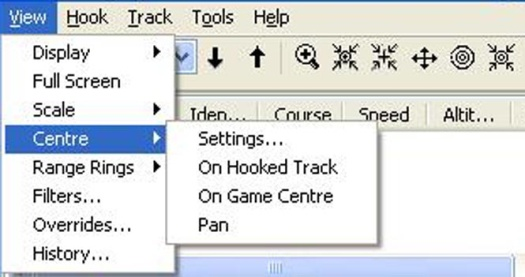 View Hook Track Tools Help
Display
Full Screen
Scale
Iden... Course Speed Altit...
Centre
Settings...
Range Rings
On Hooked Track
Filters...
On Game Centre
Overrides...
Pan
History...